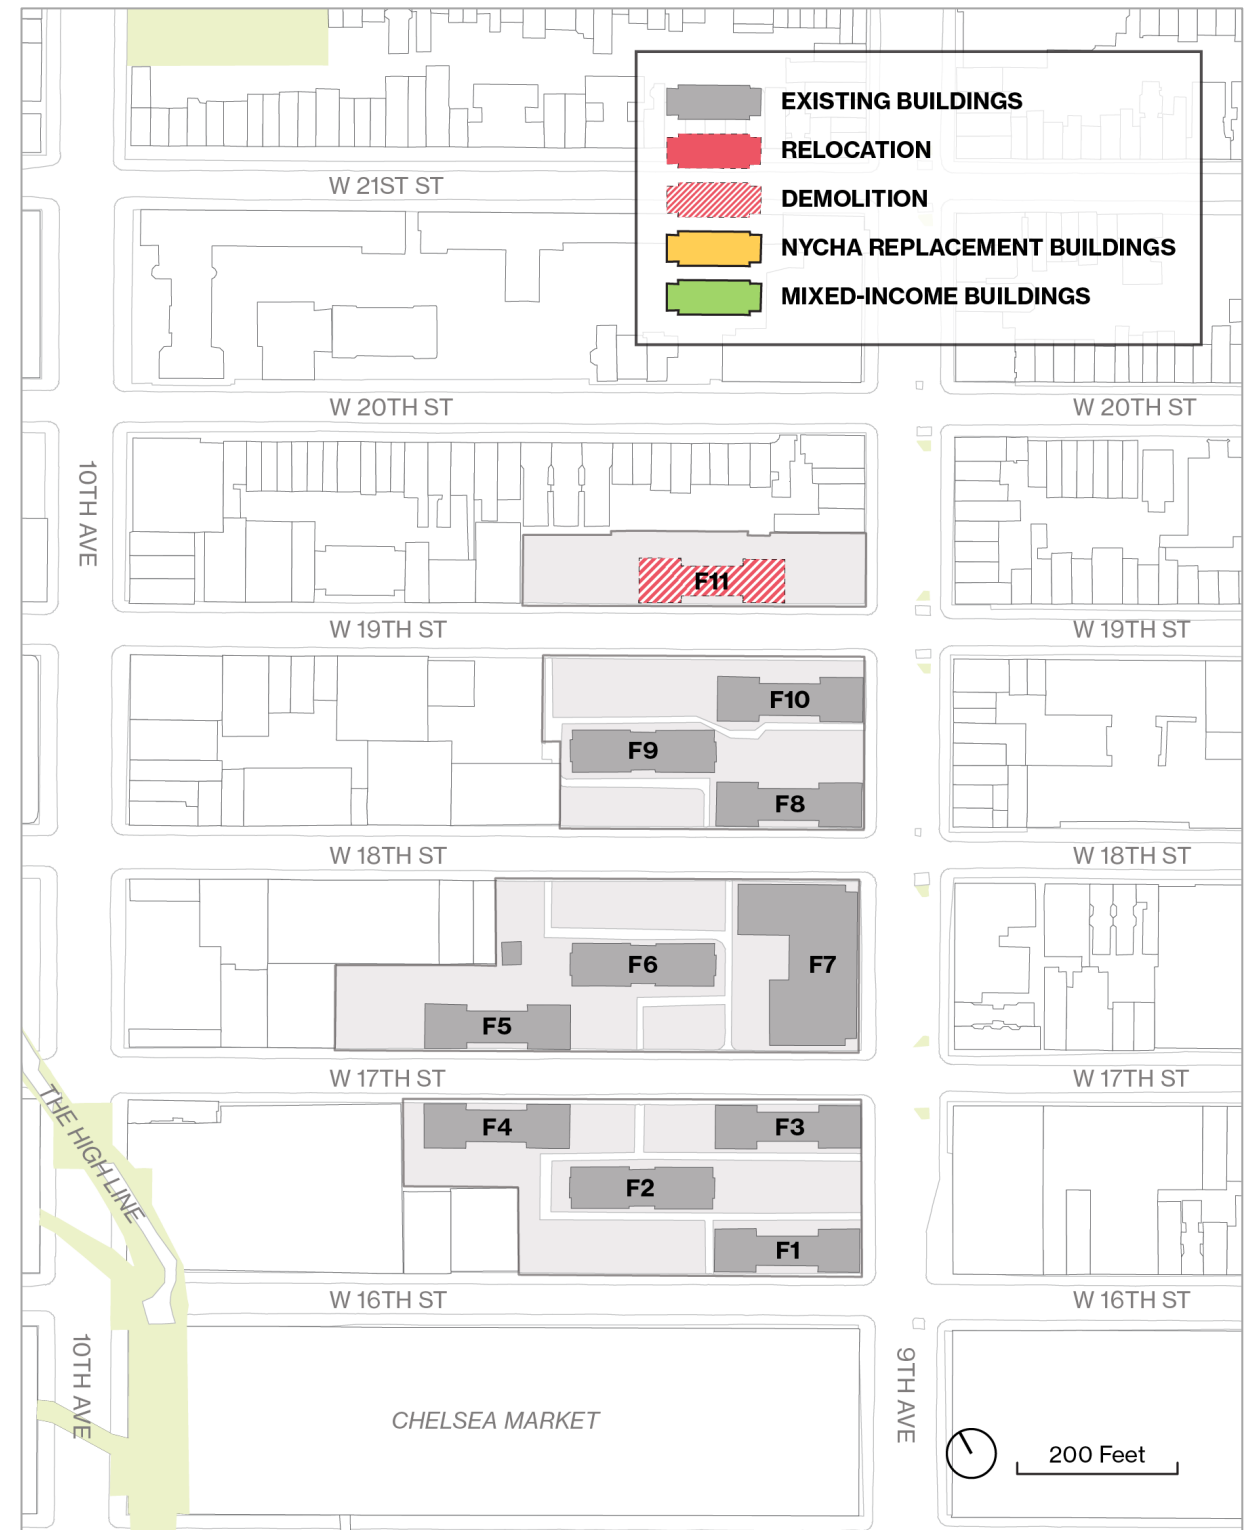 EXISTING BUILDINGS
RELOCATION
W 21ST ST
DEMOLITION
NYCHA REPLACEMENT BUILDINGS
MIXED-INCOME BUILDINGS
W 20TH ST
W 20TH ST
10TH AVE
F11
W 19TH ST
W 19TH ST
F10
F9
F8
W 18TH ST
W 18TH ST
F6
F7
F5
W 17TH ST
W 17TH ST
THE HIGH LINE
F4
F3
F2
F1
W 16TH ST
W 16TH ST
10TH AVE
9TH AVE
CHELSEA MARKET
200 Feet